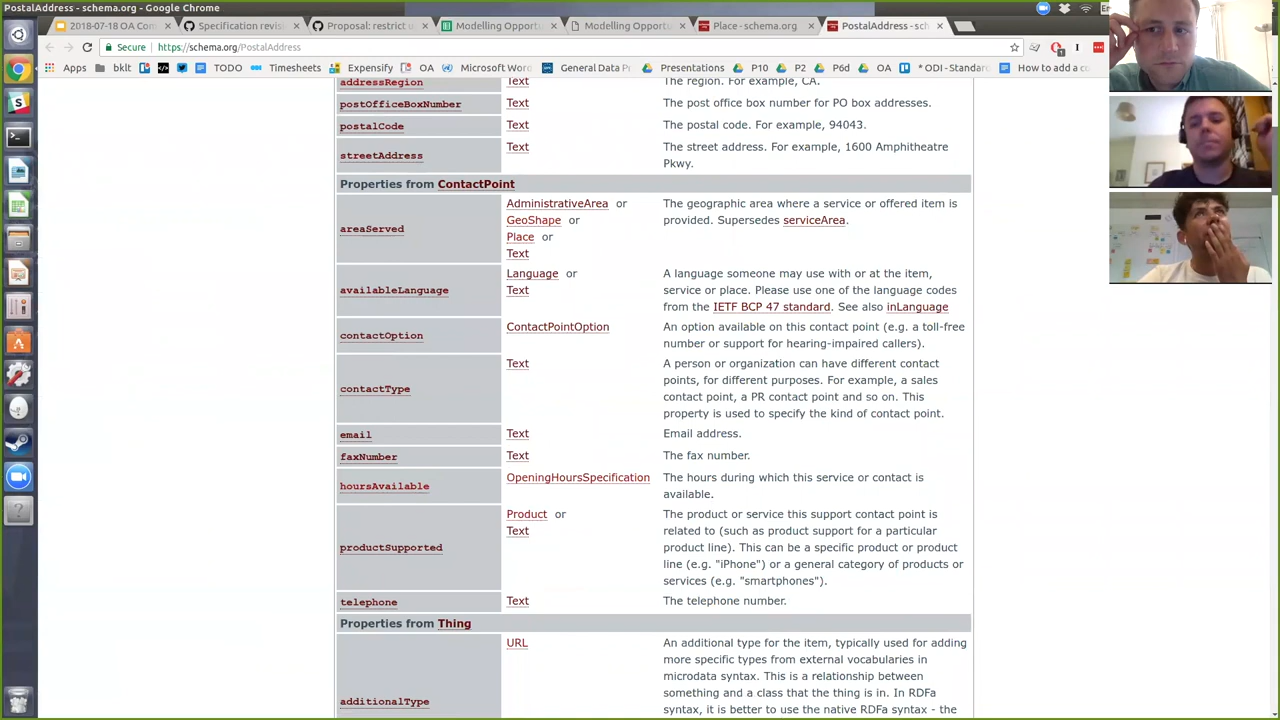 PostalAddress - schema.org - Google Chrome
2018-07-18 OA Cons
Specification revise
Proposal: restrict u
Modelling Opportu
Modelling Opportu
Place - schema.org
PostalAddress - sch
Secure https://schema.org/PostalAddress
Apps bklt TODO Timesheets Expensify OA Microsoft Word General Data P Presentations P10 P2 P6d OA * ODI - Standard How to add a co
addressRegion Text The region. For example, CA.
postOfficeBoxNumber Text The post office box number for PO box addresses.
postalCode Text The postal code. For example, 94043.
streetAddress Text The street address. For example, 1600 Amphitheatre
Pkwy.
Properties from ContactPoint
areaServed AdministrativeArea or
GeoShape or
Place or
Text
The geographic area where a service or offered item is
provided. Supersedes serviceArea.
availableLanguage Language or
Text
A language someone may use with or at the item,
service or place. Please use one of the language codes
from the IETF BCP 47 standard. See also inLanguage
contactOption ContactPointOption An option available on this contact point (e.g. a toll-free
number or support for hearing-impaired callers).
contactType Text A person or organization can have different contact
points, for different purposes. For example, a sales
contact point, a PR contact point and so on. This
property is used to specify the kind of contact point.
email Text Email address.
faxNumber Text The fax number.
hoursAvailable OpeningHoursSpecification The hours during which this service or contact is
available.
productSupported Product or
Text
The product or service this support contact point is
related to (such as product support for a particular
product line). This can be a specific product or product
line (e.g. "iPhone") or a general category of products or
services (e.g. "smartphones").
telephone Text The telephone number.
Properties from Thing
additionalType URL An additional type for the item, typically used for adding
more specific types from external vocabularies in
microdata syntax. This is a relationship between
something and a class that the thing is in. In RDFa
syntax, it is better to use the native RDFa syntax - the